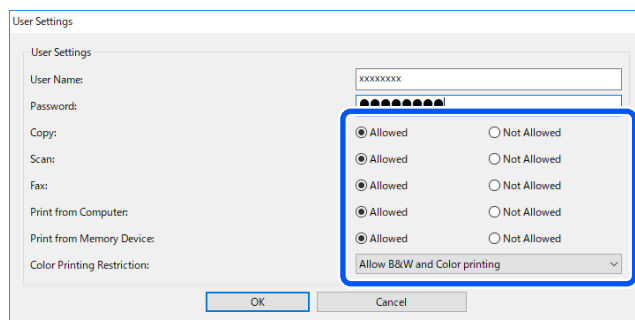 User Settings
User Settings
User Name: xxxxxxxx
Password: ●●●●●●●●
Copy: Allowed Not Allowed
Scan: Allowed Not Allowed
Fax: Allowed Not Allowed
Print from Computer: Allowed Not Allowed
Print from Memory Device: Allowed Not Allowed
Color Printing Restriction: Allow B&W and Color printing
OK Cancel